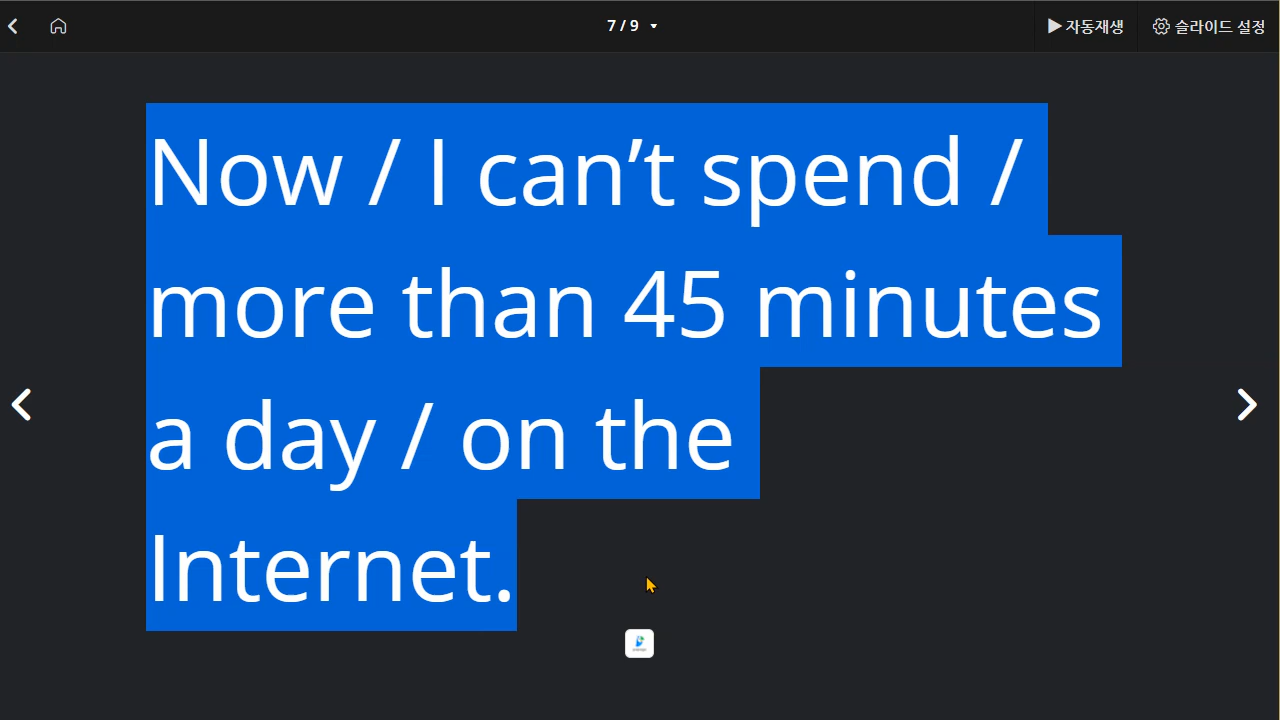 7 / 9
자동재생
슬라이드 설정
Now / I can’t spend /
more than 45 minutes
a day / on the
Internet.